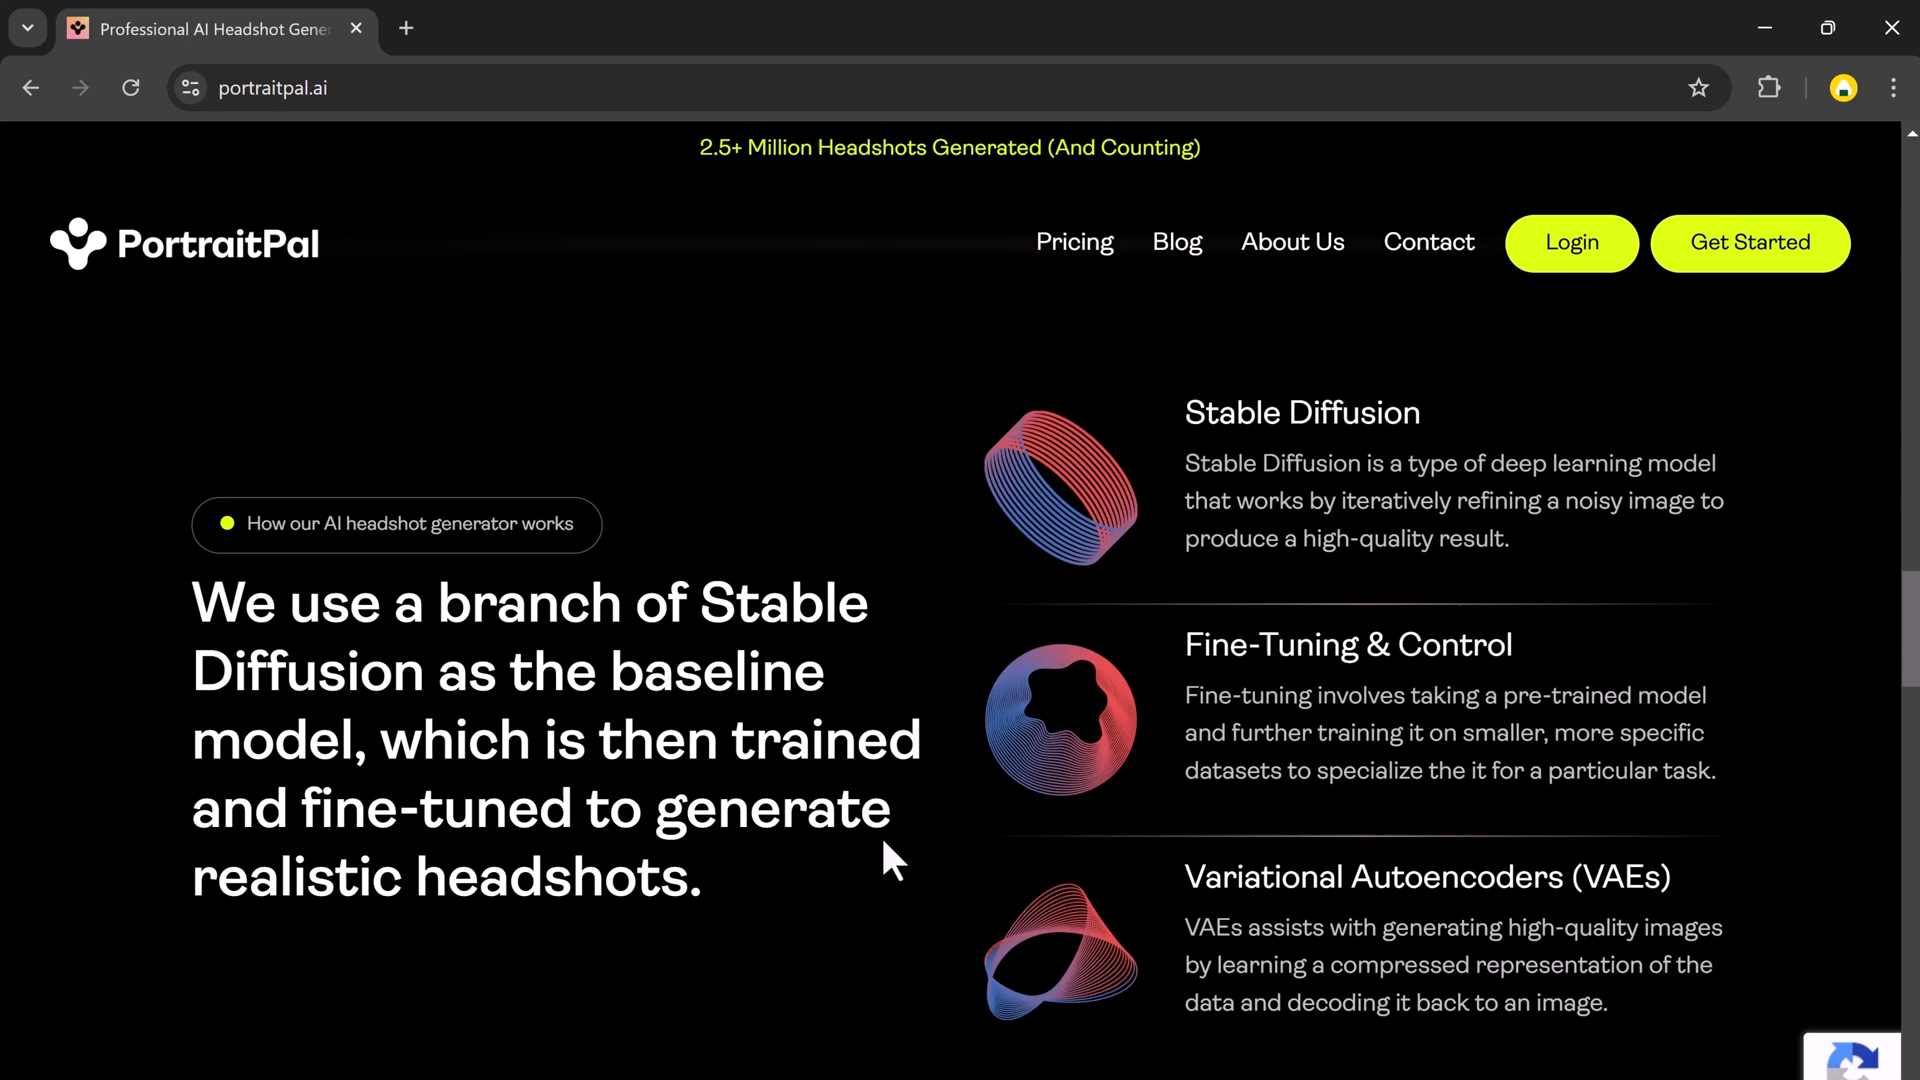 Professional AI Headshot Gene
portraitpal.ai
2.5+ Million Headshots Generated (And Counting)
PortraitPal
Pricing
Blog
About Us
Contact
Login
Get Started
How our AI headshot generator works
We use a branch of Stable
Diffusion as the baseline
model, which is then trained
and fine-tuned to generate
realistic headshots.
Stable Diffusion
Stable Diffusion is a type of deep learning model
that works by iteratively refining a noisy image to
produce a high-quality result.
Fine-Tuning & Control
Fine-tuning involves taking a pre-trained model
and further training it on smaller, more specific
datasets to specialize the it for a particular task.
Variational Autoencoders (VAEs)
VAEs assists with generating high-quality images
by learning a compressed representation of the
data and decoding it back to an image.